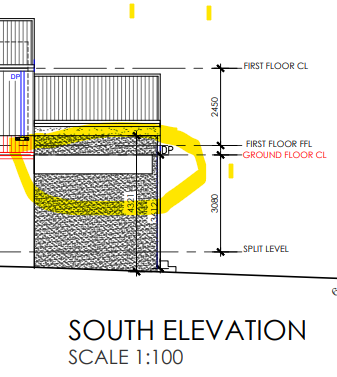 FIRST FLOOR CL
DP
2450
FIRST FLOOR FFL
DP
GROUND FLOOR CL
4321
3080
SPLIT LEVEL
SOUTH ELEVATION
SCALE 1:100